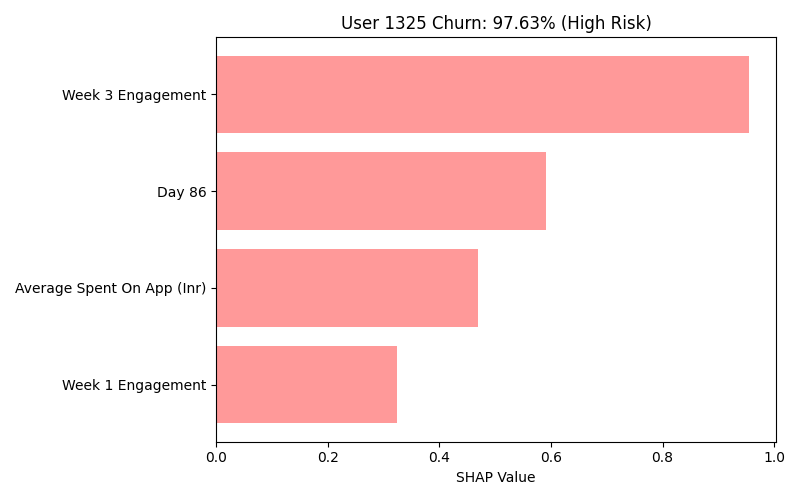 User 1325 Churn: 97.63% (High Risk)
Week 3 Engagement
Day 86
Average Spent On App (Inr)
Week 1 Engagement
0.0 0.2 0.4 0.6 0.8 1.0
SHAP Value